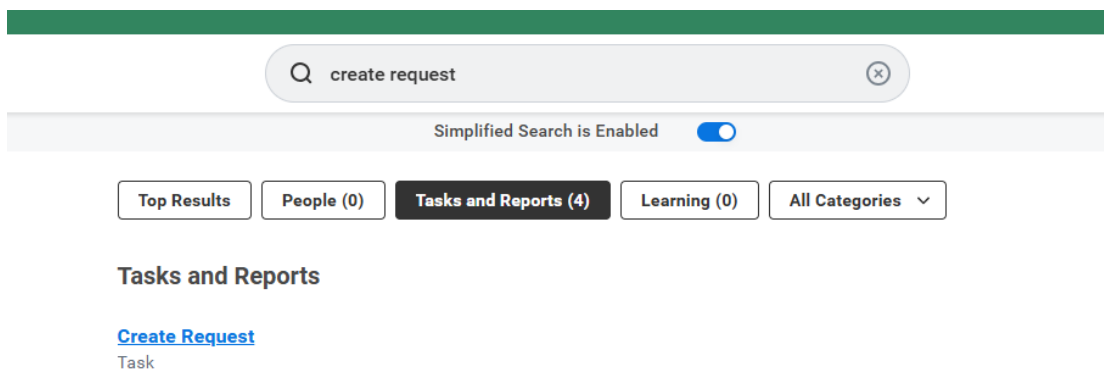 create request
Simplified Search is Enabled
Top Results People (0) Tasks and Reports (4) Learning (0) All Categories
Tasks and Reports
Create Request
Task